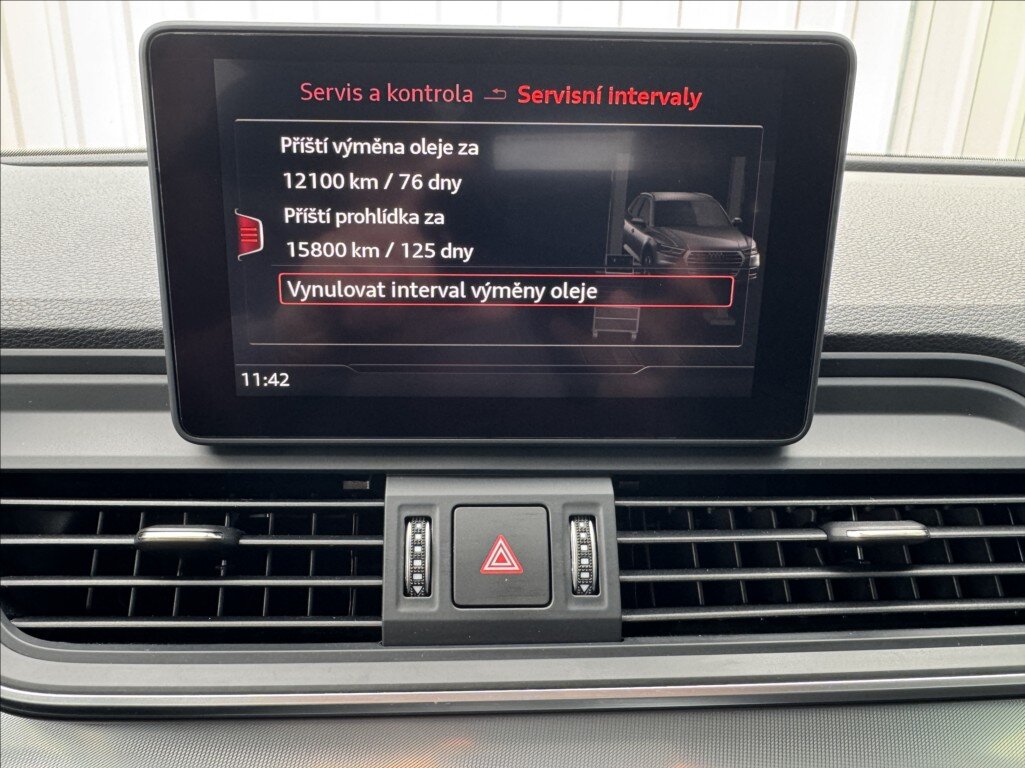 Servis a kontrola Servisní intervaly
Příští výměna oleje za
12100 km / 76 dny
Příští prohlídka za
15800 km / 125 dny
Vynulovat interval výměny oleje
11:42